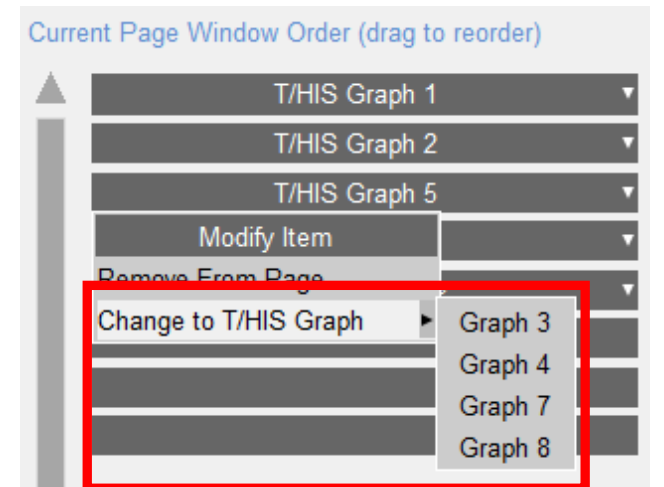 Current Page Window Order (drag to reorder)
T/HIS Graph 1
T/HIS Graph 2
T/HIS Graph 5
Modify Item
Remove From Page
Change to T/HIS Graph
Graph 3
Graph 4
Graph 7
Graph 8